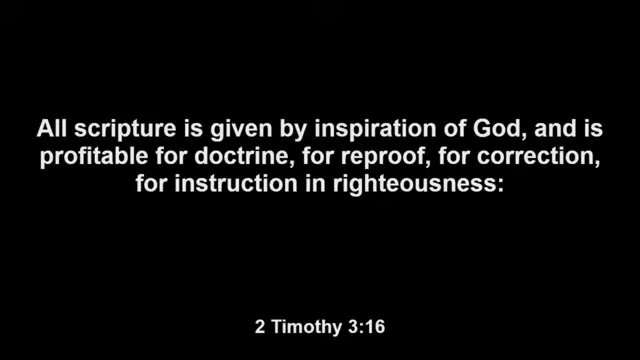 All scripture is given by inspiration of God, and is
profitable for doctrine, for reproof, for correction,
for instruction in righteousness:
2 Timothy 3:16